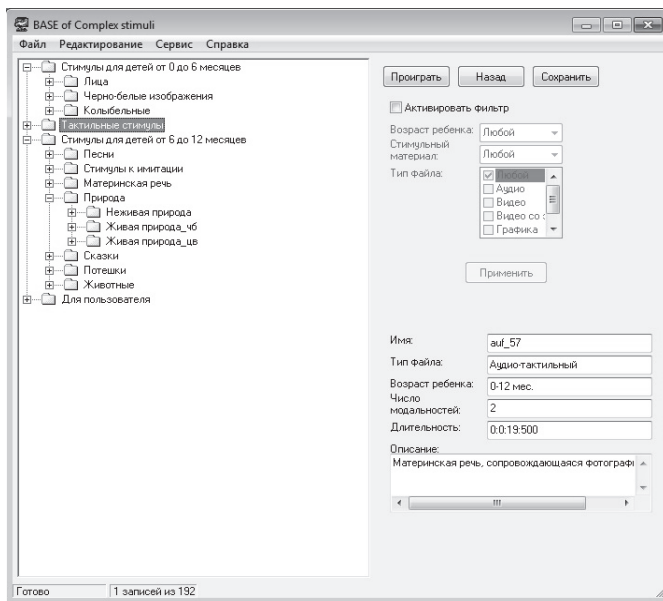 BASE of Complex stimuli
Файл Редактирование Сервис Справка
Стимулы для детей от 0 до 6 месяцев
Лица
Черно-белые изображения
Колыбельные
Тактильные стимулы
Стимулы для детей от 6 до 12 месяцев
Песни
Стимулы к имитации
Материнская речь
Природа
Неживая природа
Живая природа_чб
Живая природа_цв
Сказки
Потешки
Животные
Для пользователя
Проиграть Назад Сохранить
Активировать фильтр
Возраст ребенка: Любой
Стимульный
материал: Любой
Тип файла: Любой
Аудио
Видео
Видео со
Графика
Применить
Имя: auf_57
Тип файла: Аудио-тактильный
Возраст ребенка: 0-12 мес.
Число
модальностей: 2
Длительность: 0:0:19:500
Описание:
Материнская речь, сопровождающаяся фотографи
Готово 1 записей из 192